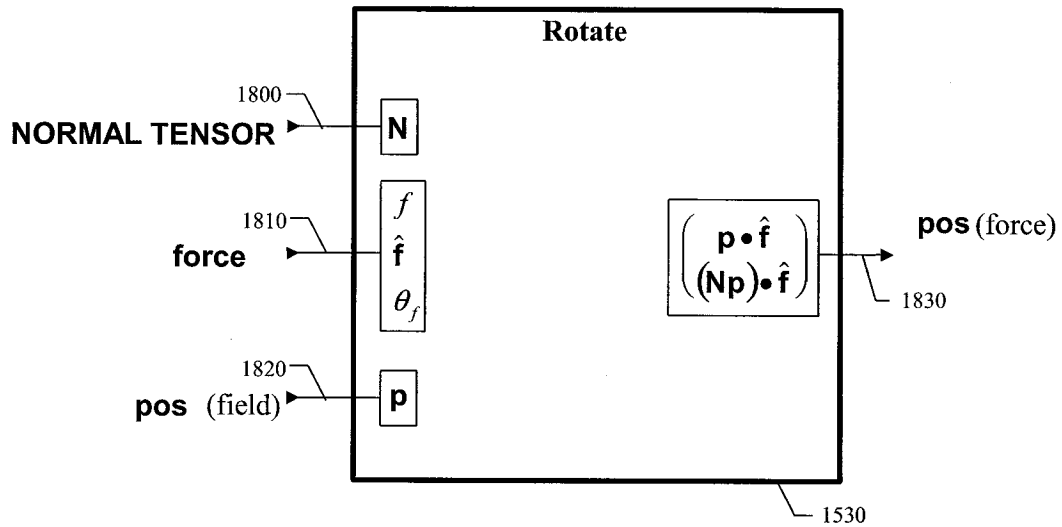 Rotate
1800
NORMAL TENSOR
N
1810
force
f
f̂
θ_f
1820
pos (field)
p
(p•f̂
(Np)•f̂)
pos (force)
1830
1530